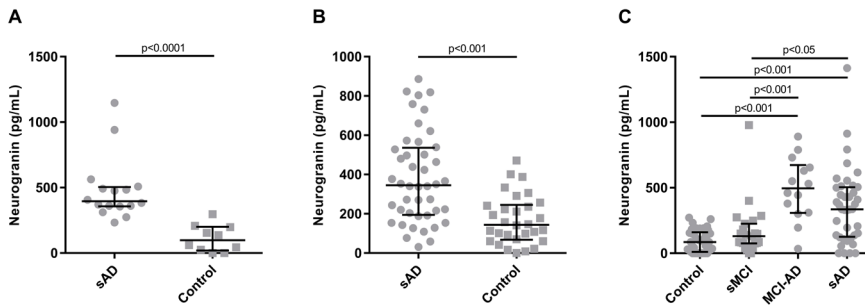 A
p<0.0001
1500
1000
500
0
Neurogranin (pg/mL)
sAD
Control
B
p<0.001
1000
800
600
400
200
0
Neurogranin (pg/mL)
sAD
Control
C
p<0.05
p<0.001
p<0.001
p<0.001
1500
1000
500
0
Neurogranin (pg/mL)
Control
sMCI
MCI-AD
sAD